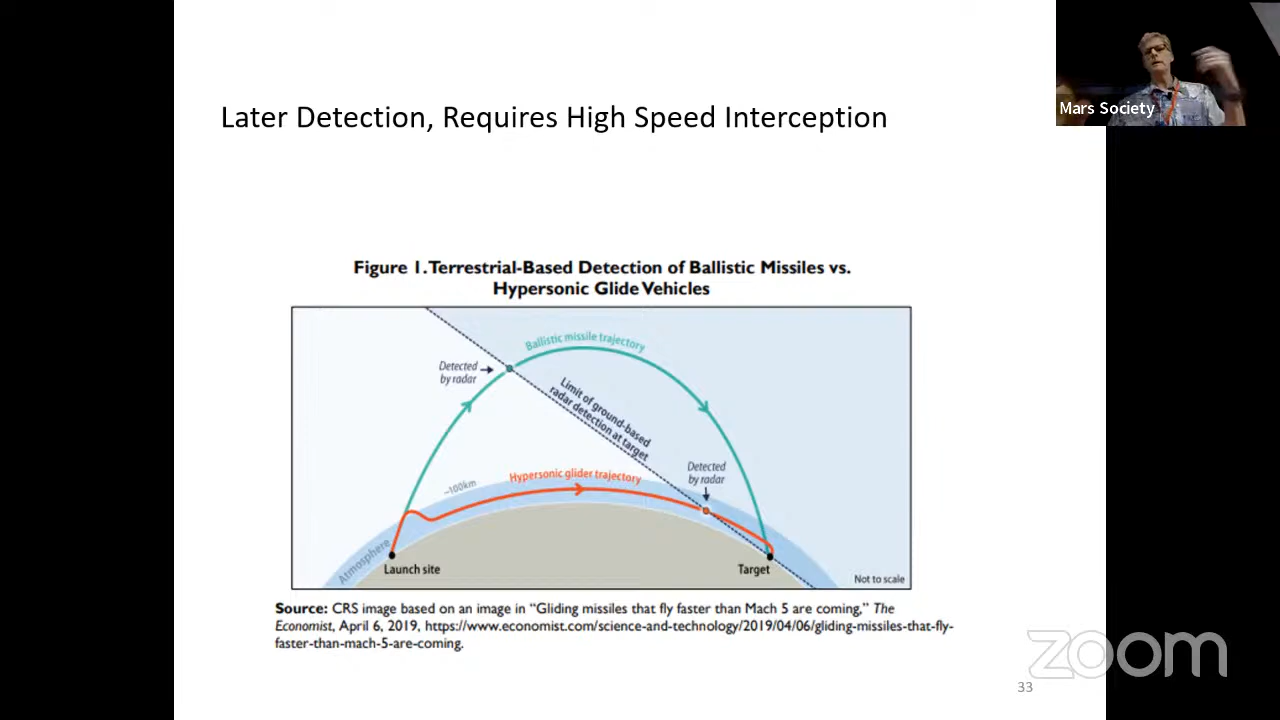 Mars Society
Later Detection, Requires High Speed Interception
Figure 1. Terrestrial-Based Detection of Ballistic Missiles vs.
Hypersonic Glide Vehicles
Ballistic missile trajectory
Detected
by radar
Limit of ground-based
radar detection at target
Detected
by radar
Hypersonic glider trajectory
~100km
Atmosphere
Launch site
Target
Not to scale
Source: CRS image based on an image in “Gliding missiles that fly faster than Mach 5 are coming,” The
Economist, April 6, 2019, https://www.economist.com/science-and-technology/2019/04/06/gliding-missiles-that-fly-
faster-than-mach-5-are-coming.
zoom
33